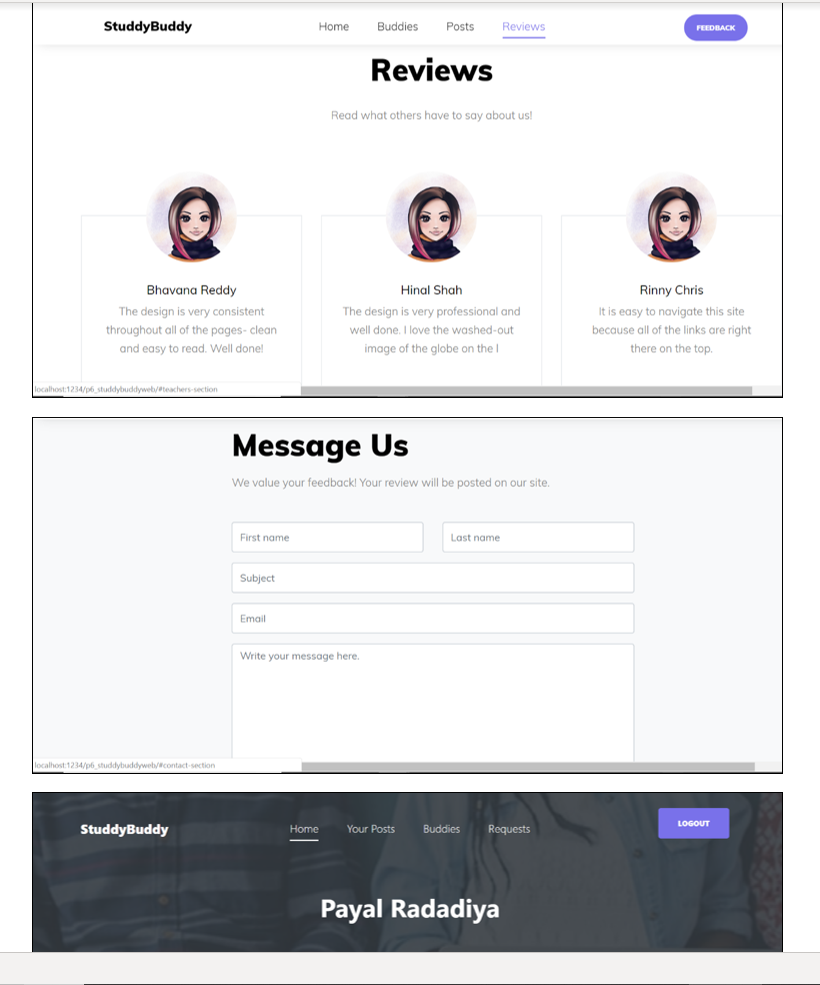 StuddyBuddy Home Buddies Posts Reviews FEEDBACK
Reviews
Read what others have to say about us!
Bhavana Reddy
The design is very consistent
throughout all of the pages- clean
and easy to read. Well done!
Hinal Shah
The design is very professional and
well done. I love the washed-out
image of the globe on the l
Rinny Chris
It is easy to navigate this site
because all of the links are right
there on the top.
localhost:1234/p6_studdybuddyweb/#teachers-section
Message Us
We value your feedback! Your review will be posted on our site.
First name Last name
Subject
Email
Write your message here.
localhost:1234/p6_studdybuddyweb/#contact-section
StuddyBuddy Home Your Posts Buddies Requests LOGOUT
Payal Radadiya